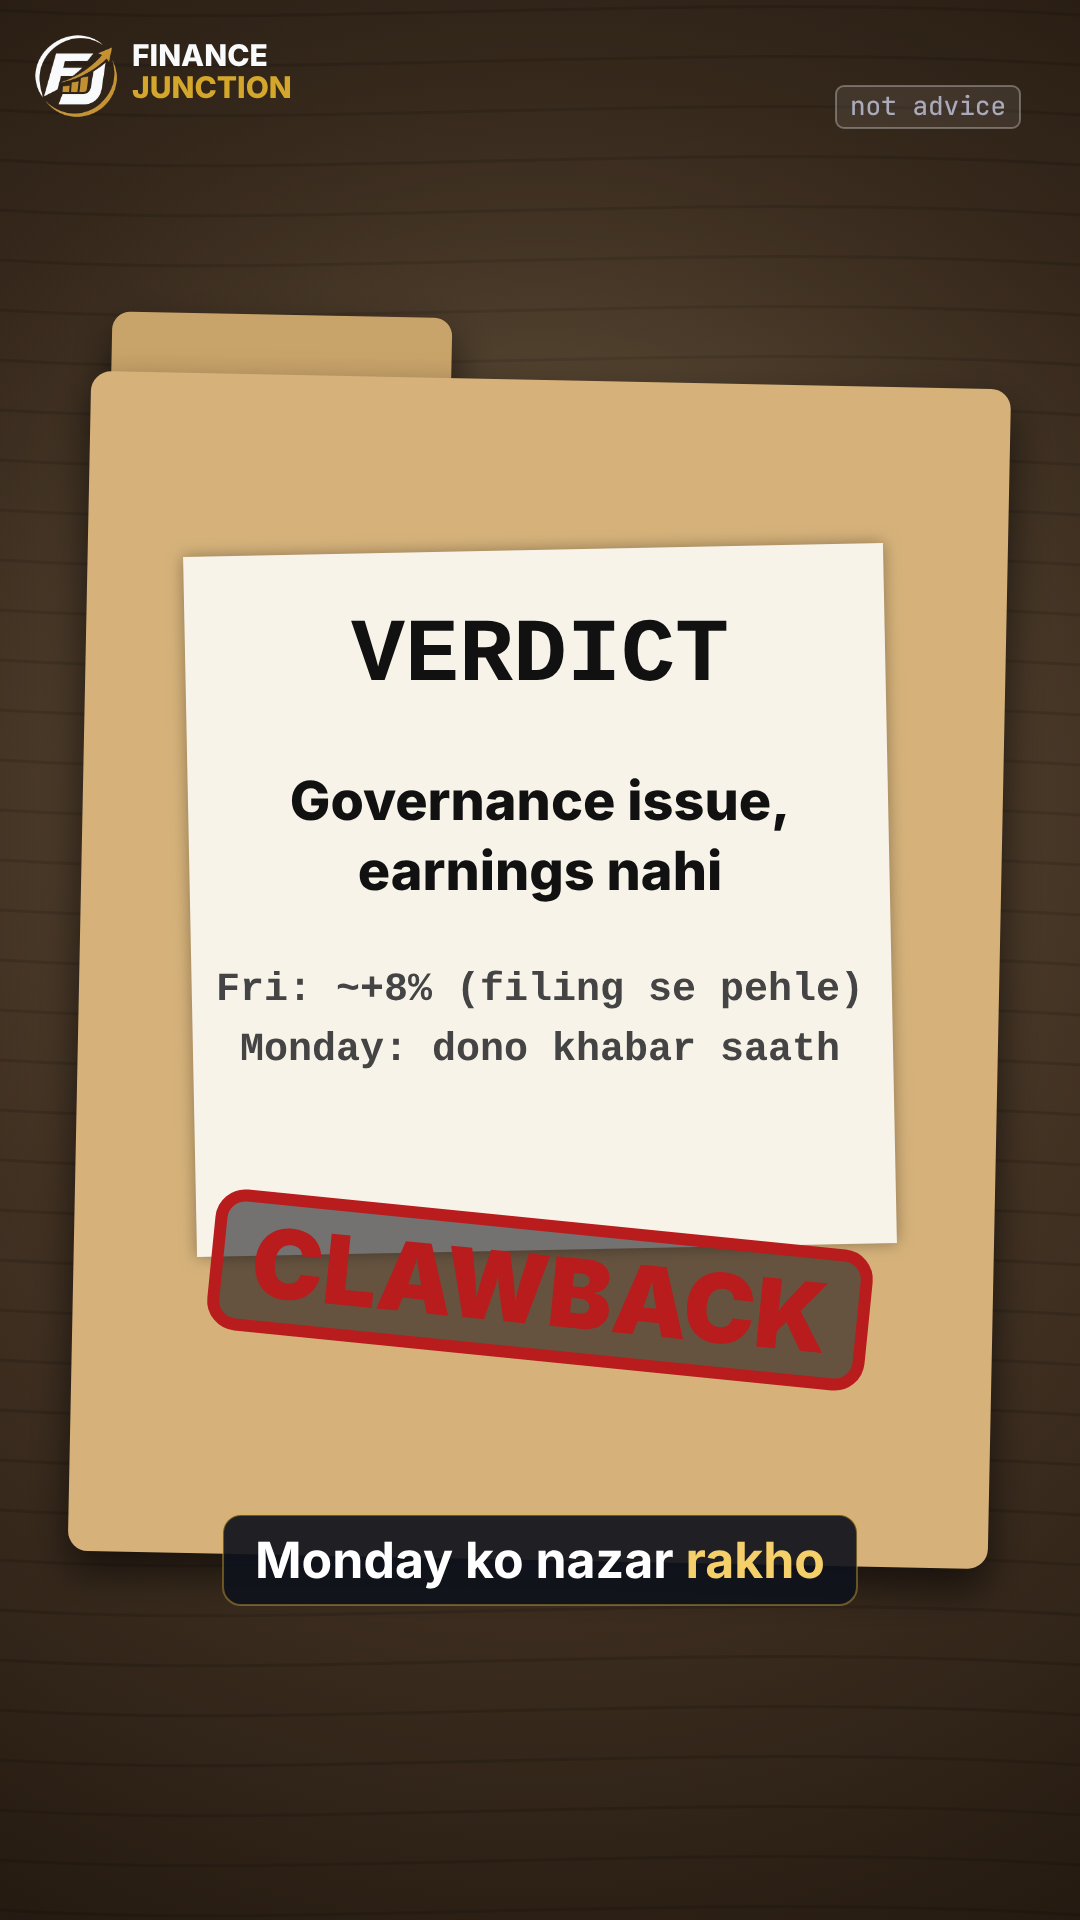 FINANCE
JUNCTION
not advice
VERDICT
Governance issue,
earnings nahi
Fri: ~+8% (filing se pehle)
Monday: dono khabar saath
CLAWBACK
Monday ko nazar rakho